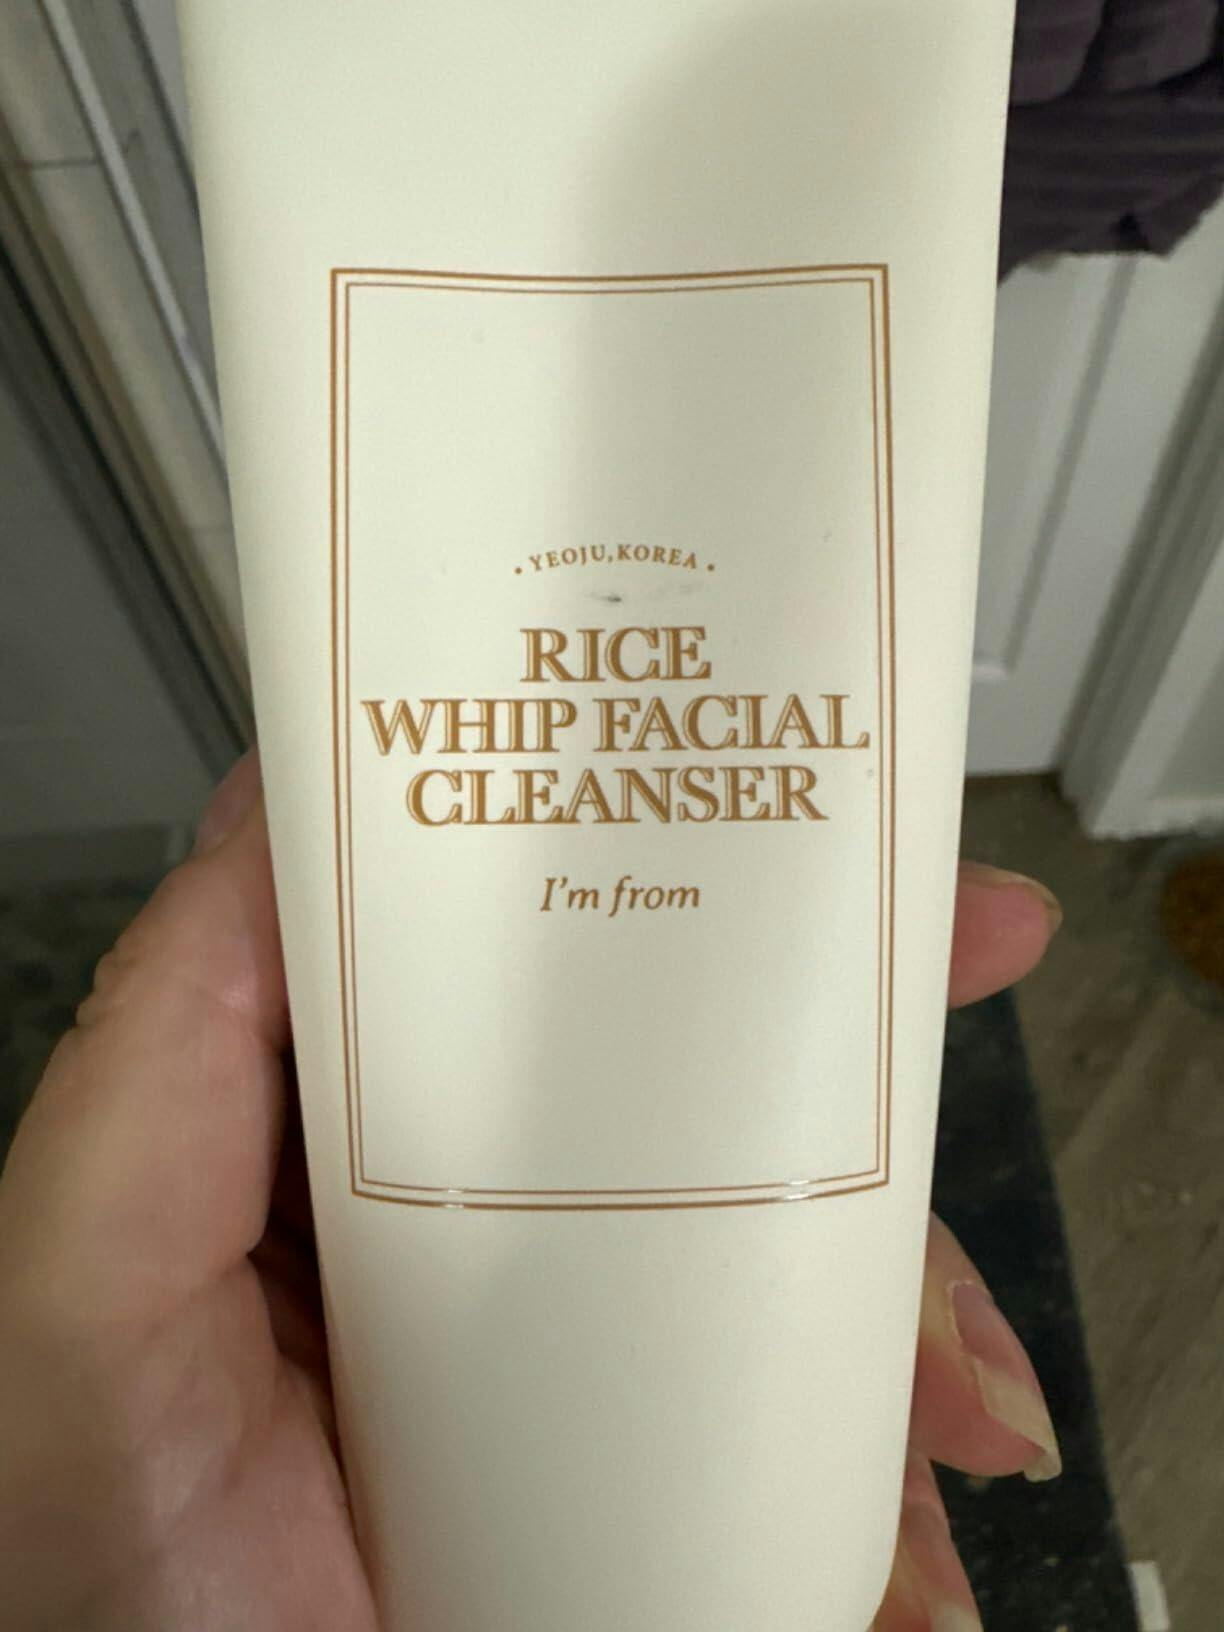 • YEOJU,KOREA •
RICE
WHIP FACIAL
CLEANSER
I'm from